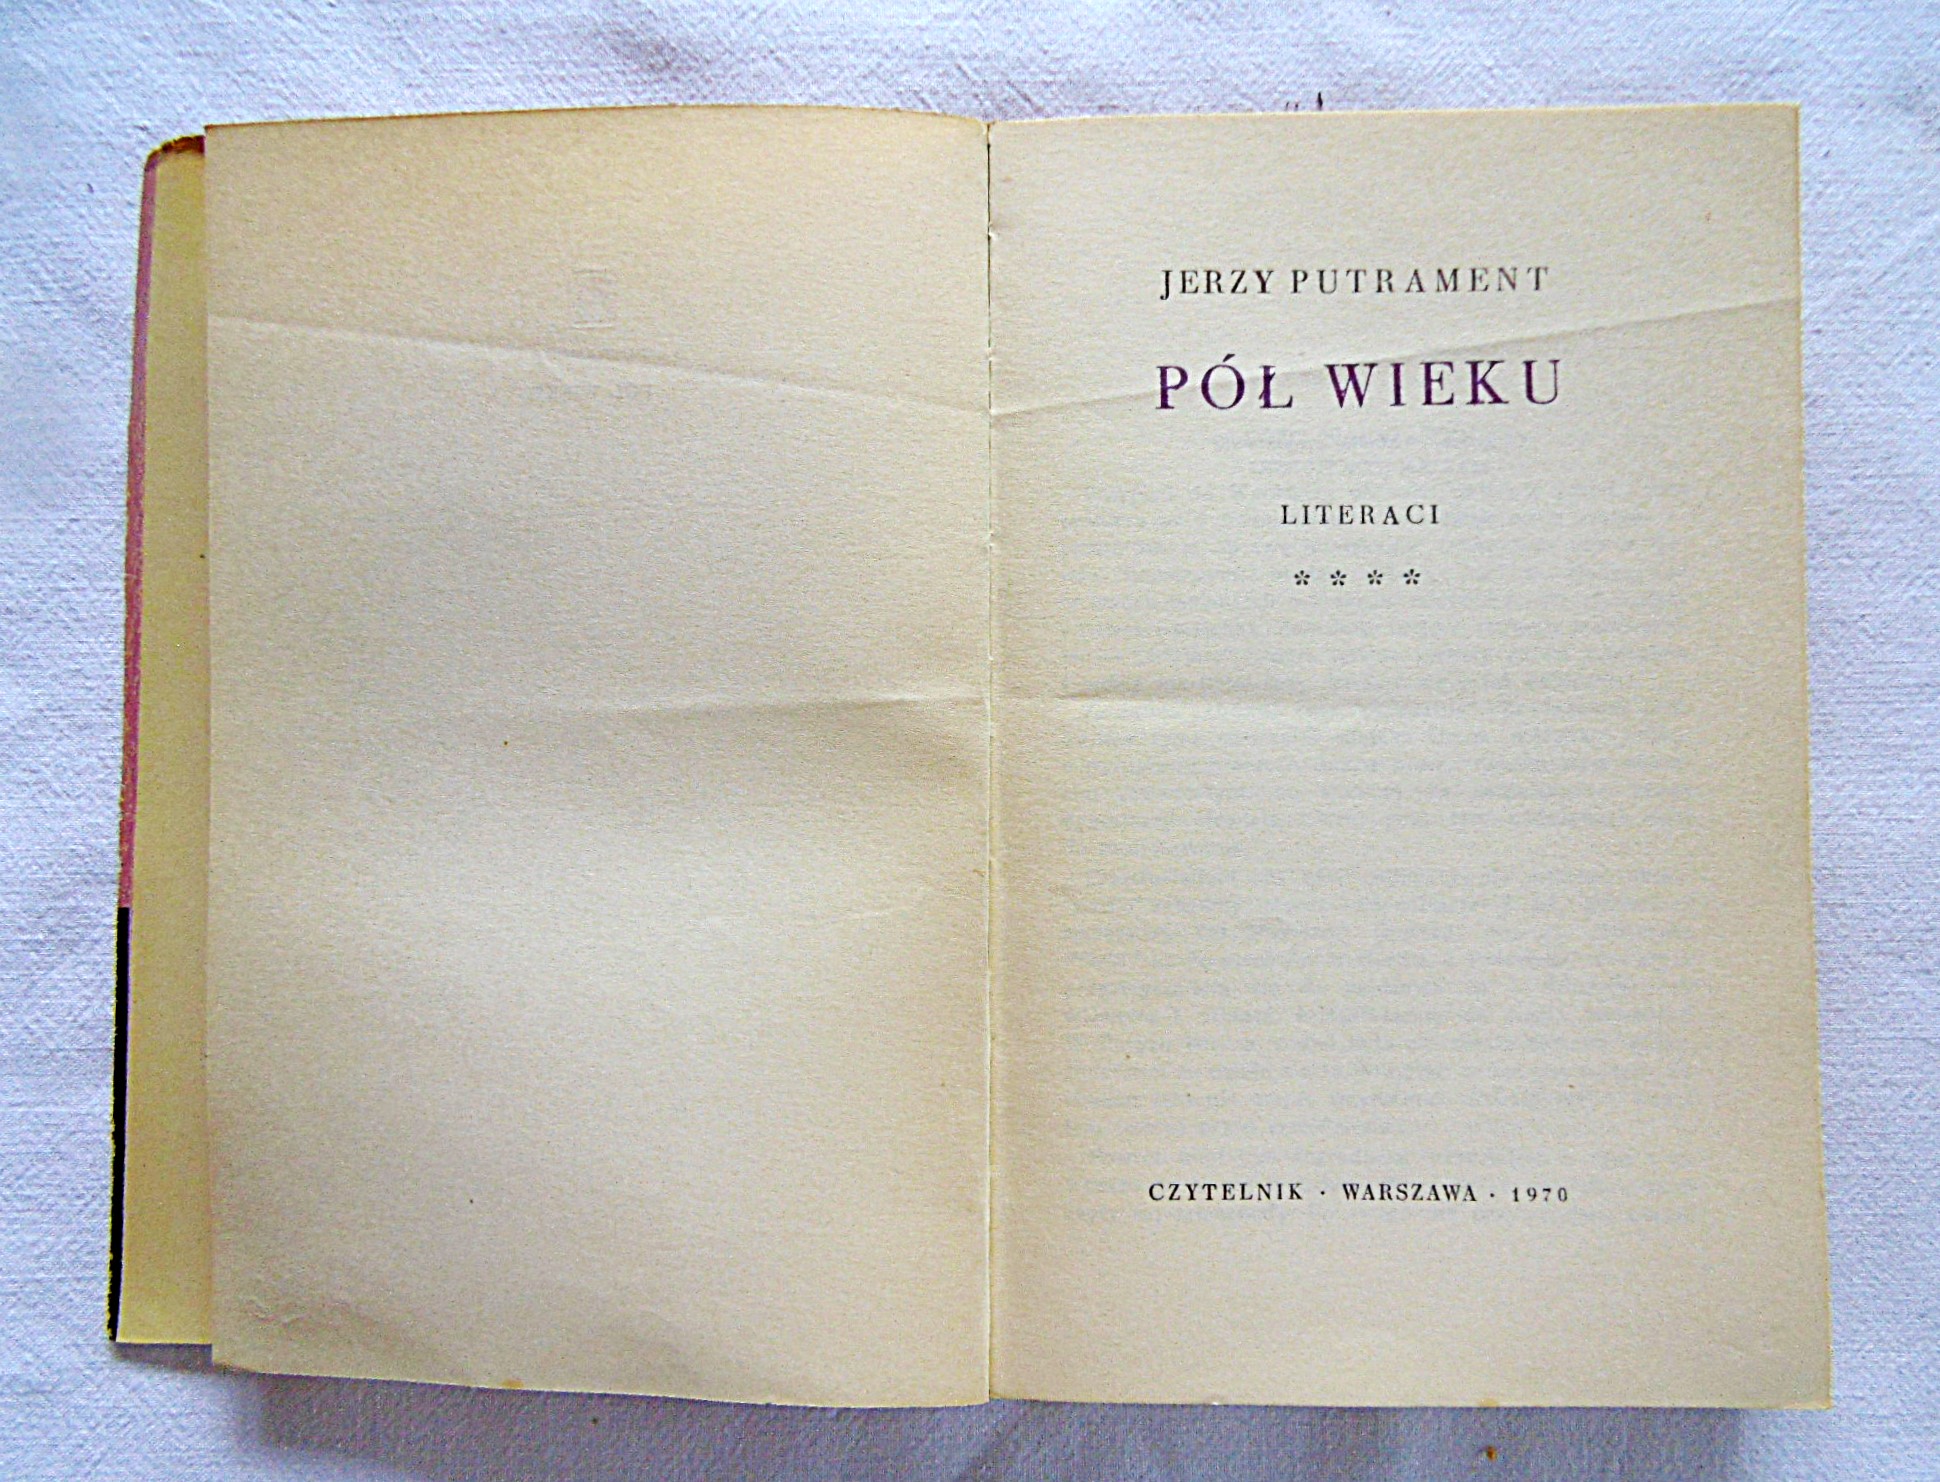 JERZY PUTRAMENT
PÓŁ WIEKU
LITERACI
* * * *
CZYTELNIK · WARSZAWA · 1970